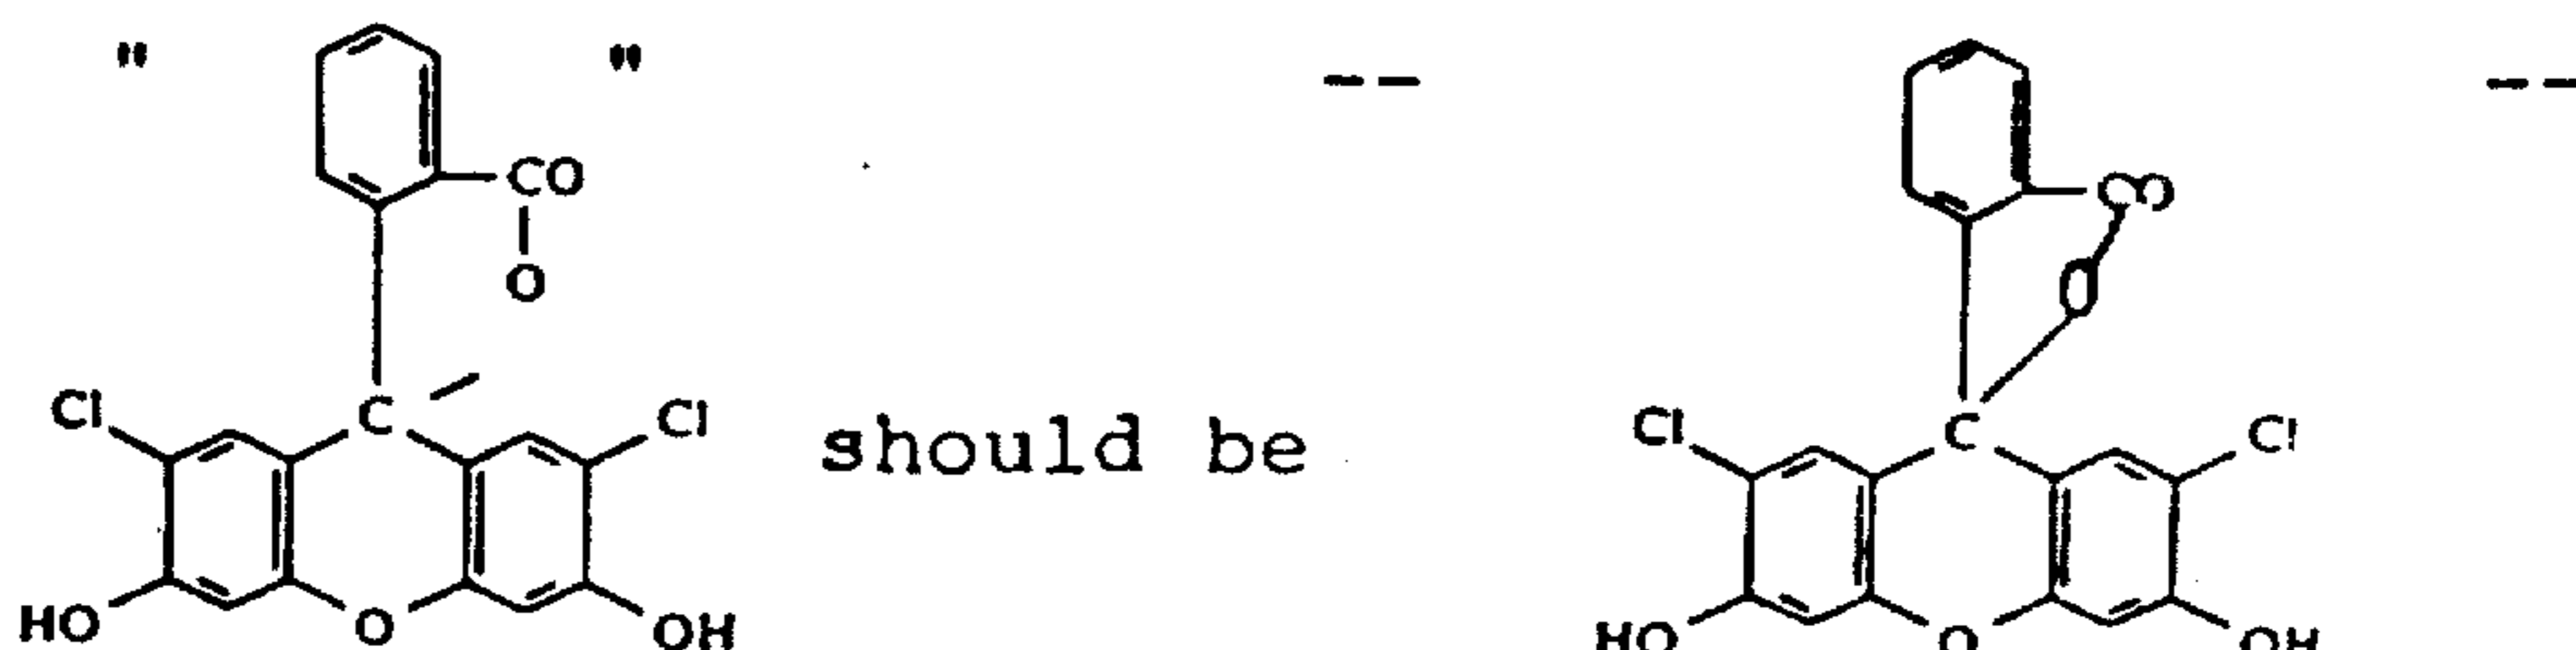 " " -- --
CO CO
O O
Cl C Cl should be Cl C Cl
HO O OH HO O OH